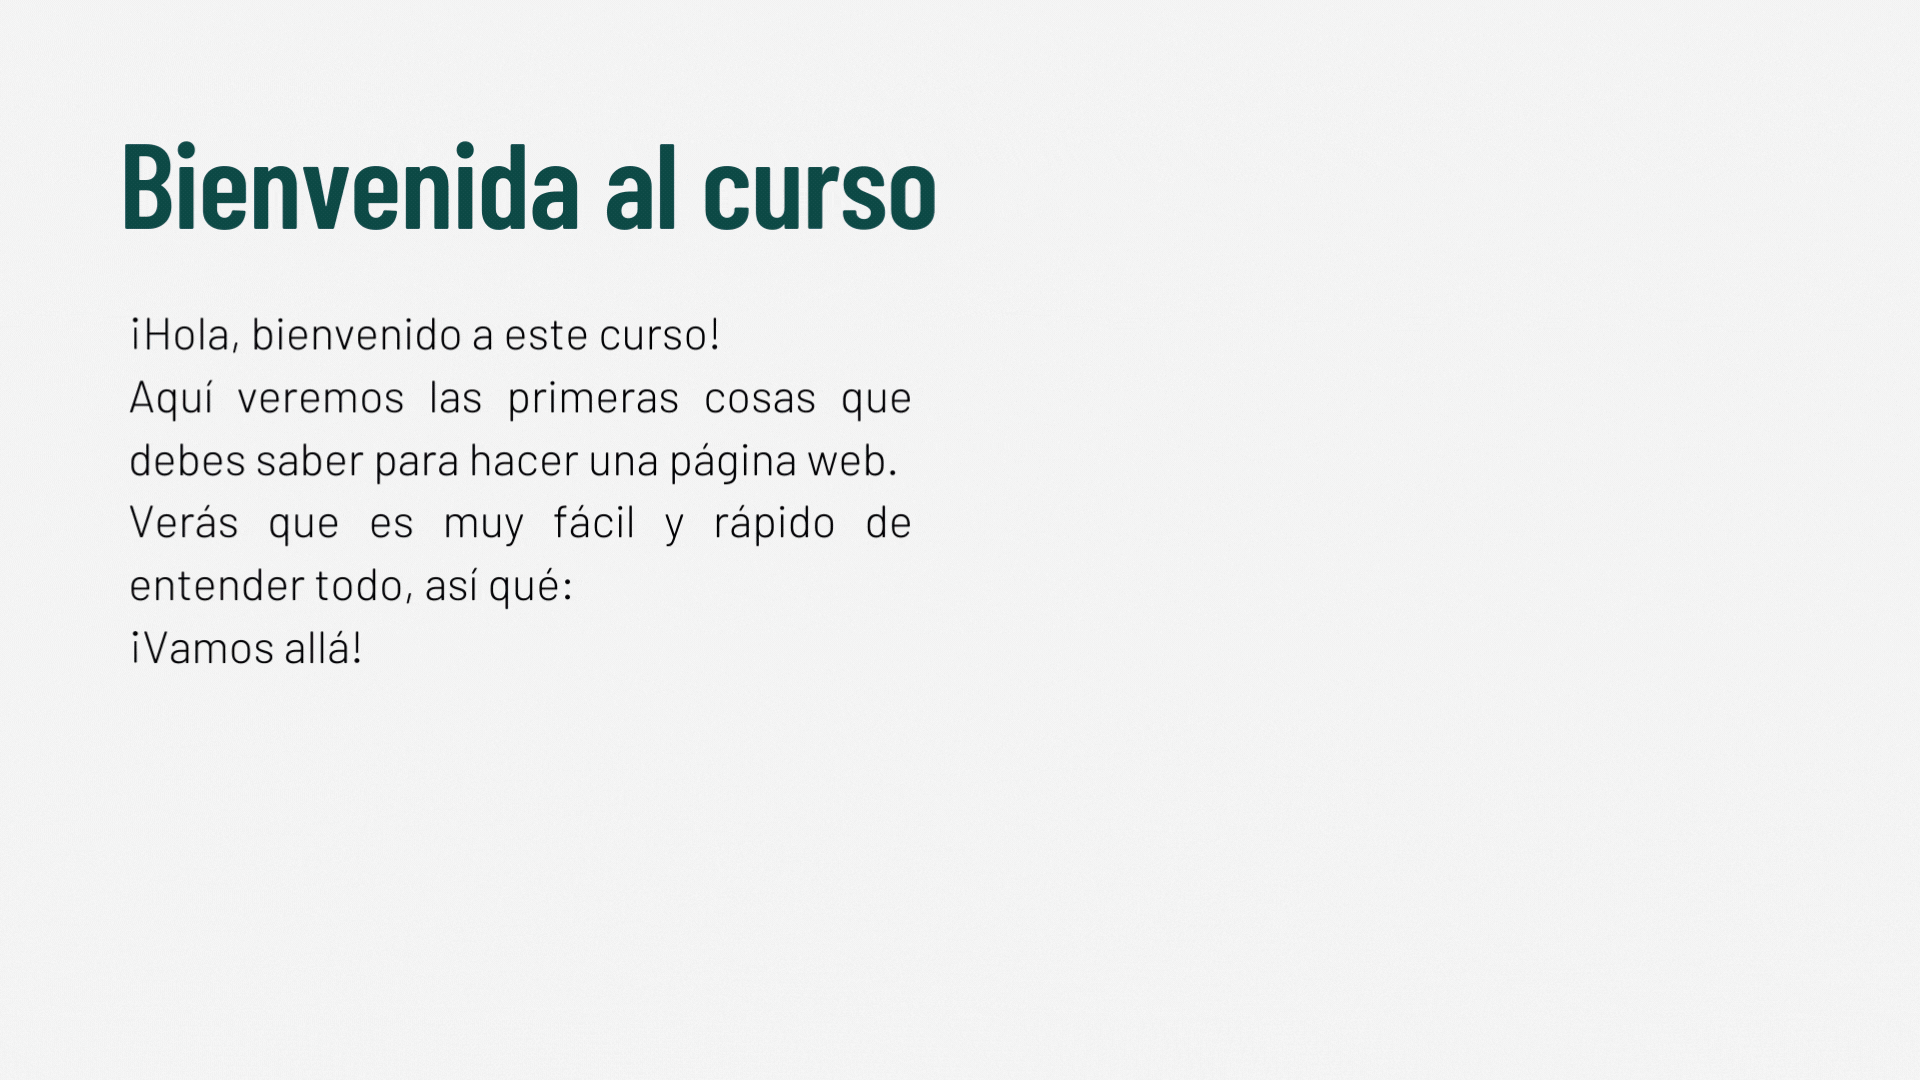 Bienvenida al curso
¡Hola, bienvenido a este curso!
Aquí veremos las primeras cosas que
debes saber para hacer una página web.
Verás que es muy fácil y rápido de
entender todo, así qué:
¡Vamos allá!